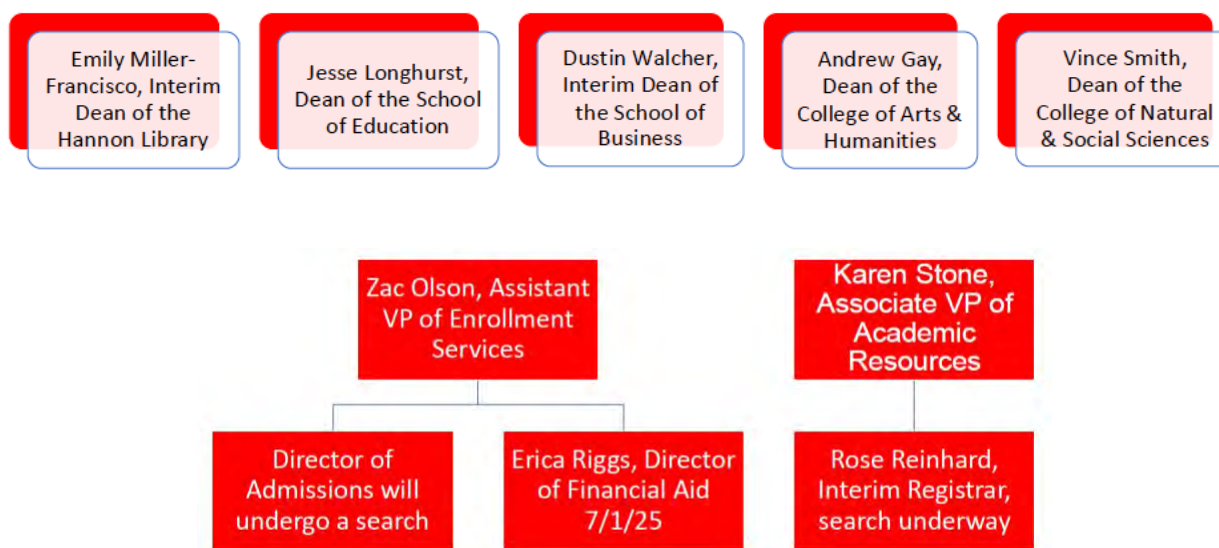 Emily Miller-
Francisco, Interim
Dean of the
Hannon Library
Jesse Longhurst,
Dean of the School
of Education
Dustin Walcher,
Interim Dean of
the School of
Business
Andrew Gay,
Dean of the
College of Arts &
Humanities
Vince Smith,
Dean of the
College of Natural
& Social Sciences
Zac Olson, Assistant
VP of Enrollment
Services
Karen Stone,
Associate VP of
Academic
Resources
Director of
Admissions will
undergo a search
Erica Riggs, Director
of Financial Aid
7/1/25
Rose Reinhard,
Interim Registrar,
search underway